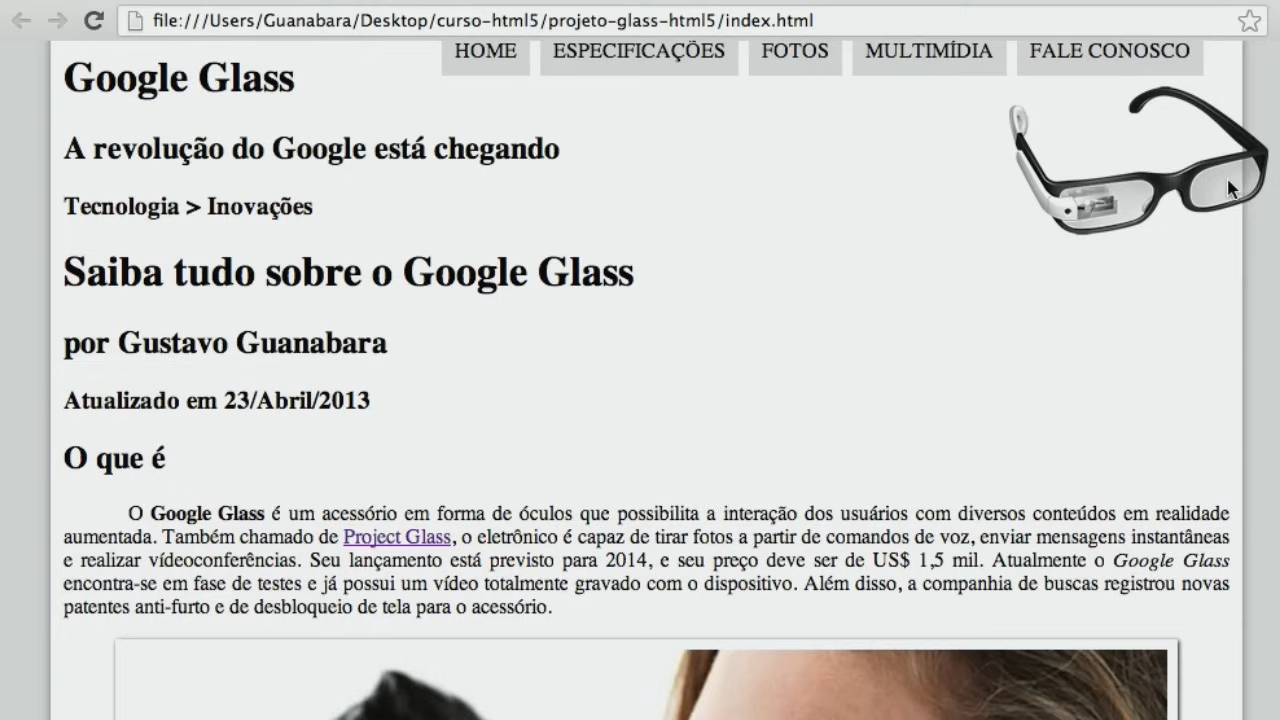 file:///Users/Guanabara/Desktop/curso-html5/projeto-glass-html5/index.html
HOME ESPECIFICAÇÕES FOTOS MULTIMÍDIA FALE CONOSCO
Google Glass
A revolução do Google está chegando
Tecnologia > Inovações
Saiba tudo sobre o Google Glass
por Gustavo Guanabara
Atualizado em 23/Abril/2013
O que é
O Google Glass é um acessório em forma de óculos que possibilita a interação dos usuários com diversos conteúdos em realidade
aumentada. Também chamado de Project Glass, o eletrônico é capaz de tirar fotos a partir de comandos de voz, enviar mensagens instantâneas
e realizar vídeoconferências. Seu lançamento está previsto para 2014, e seu preço deve ser de US$ 1,5 mil. Atualmente o Google Glass
encontra-se em fase de testes e já possui um vídeo totalmente gravado com o dispositivo. Além disso, a companhia de buscas registrou novas
patentes anti-furto e de desbloqueio de tela para o acessório.